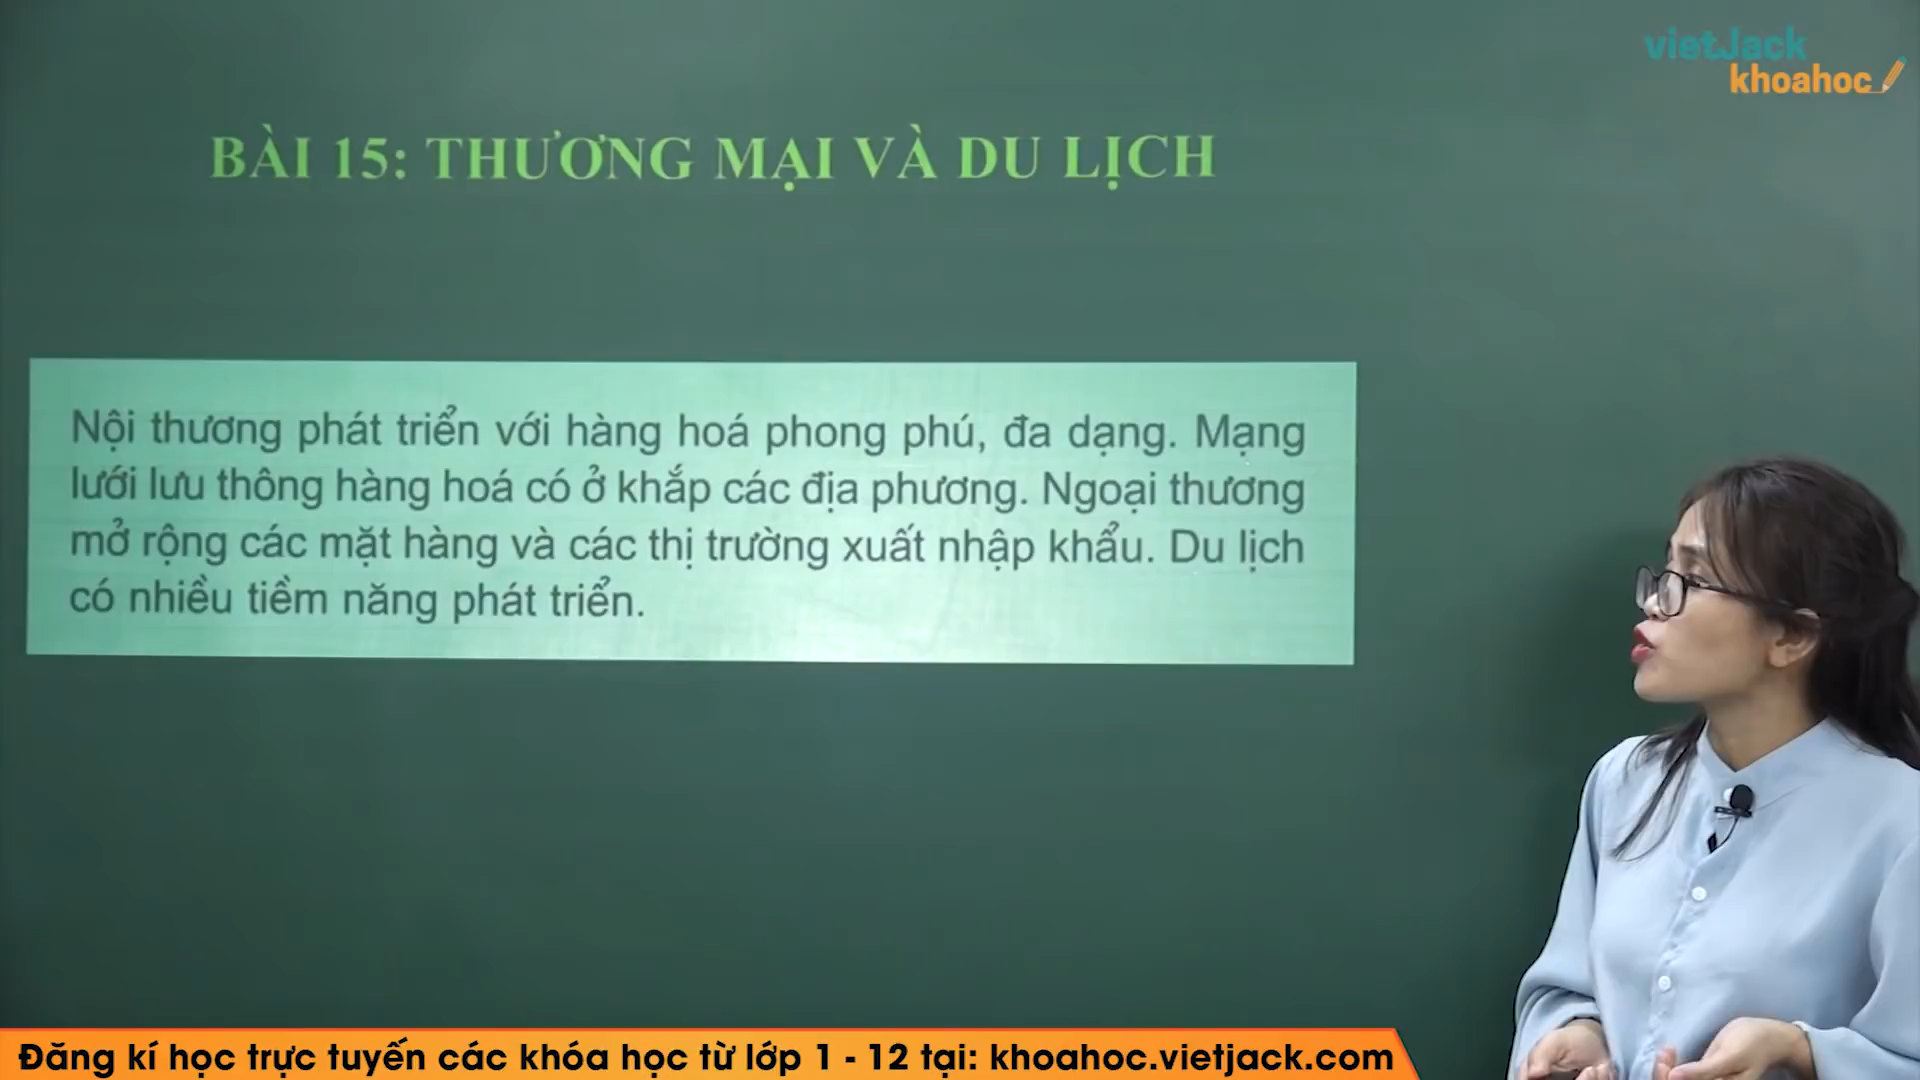 vietJack
khoahoc
BÀI 15: THƯƠNG MẠI VÀ DU LỊCH
Nội thương phát triển với hàng hoá phong phú, đa dạng. Mạng
lưới lưu thông hàng hoá có ở khắp các địa phương. Ngoại thương
mở rộng các mặt hàng và các thị trường xuất nhập khẩu. Du lịch
có nhiều tiềm năng phát triển.
Đăng kí học trực tuyến các khóa học từ lớp 1 - 12 tại: khoahoc.vietjack.com